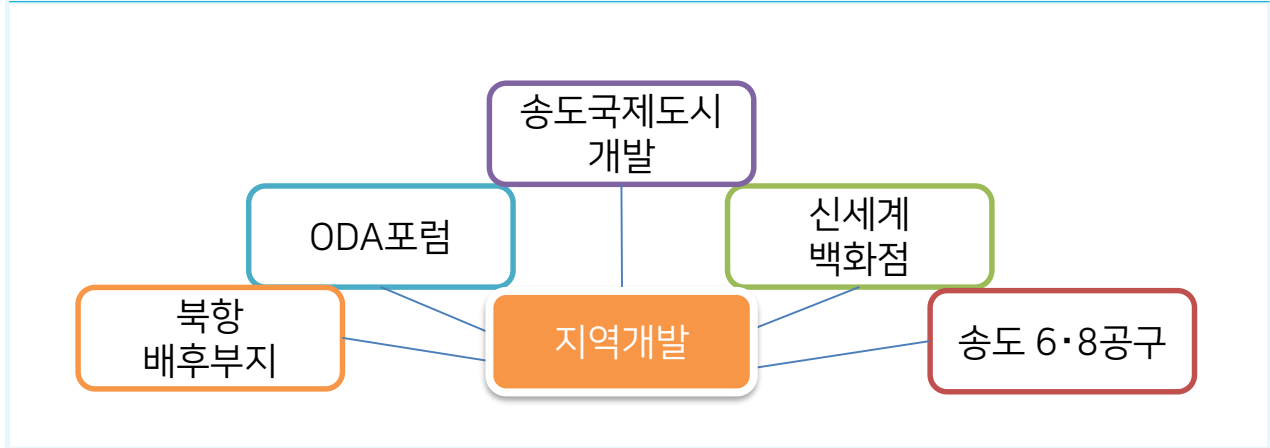 송도국제도시
개발
ODA포럼
신세계
백화점
북항
배후부지
지역개발
송도 6·8공구